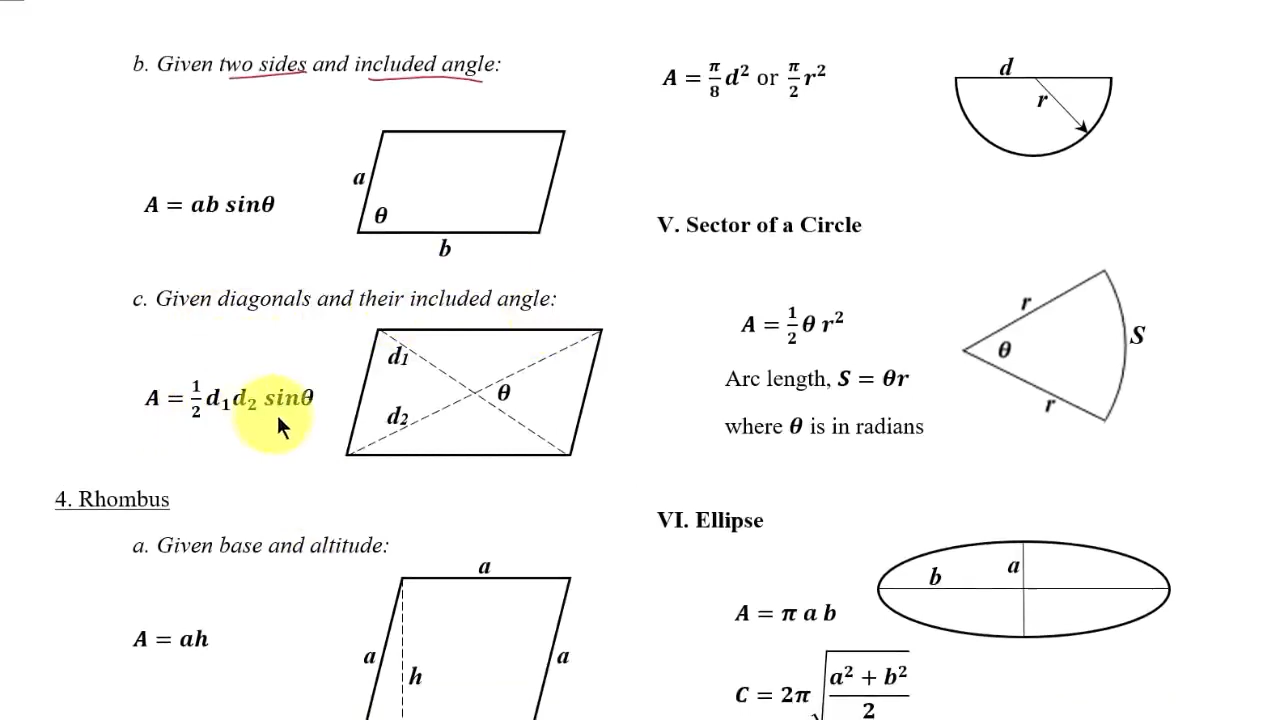 b. Given two sides and included angle:
a
A = ab sinθ
θ
b
c. Given diagonals and their included angle:
d₁
A = ½ d₁d₂ sinθ
θ
d₂
4. Rhombus
a. Given base and altitude:
a
A = ah
a
a
h
A = π/8 d² or π/2 r²
d
r
V. Sector of a Circle
r
A = ½ θ r²
S
θ
Arc length, S = θr
r
where θ is in radians
VI. Ellipse
a
b
A = π a b
C = 2π √((a² + b²)/2)